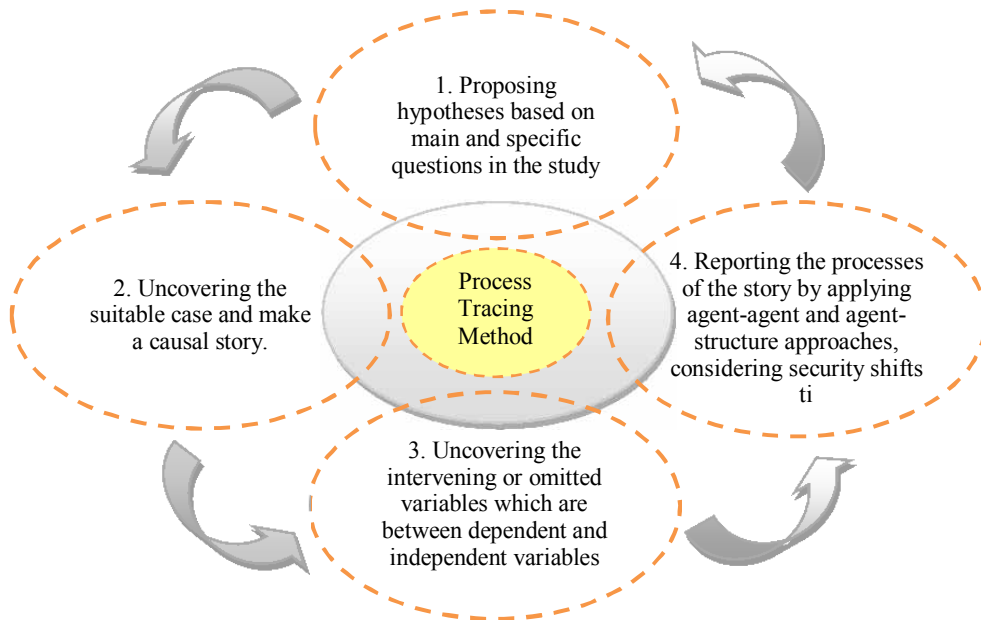 1. Proposing
hypotheses based on
main and specific
questions in the study
2. Uncovering the
suitable case and make
a causal story.
Process
Tracing
Method
4. Reporting the processes
of the story by applying
agent-agent and agent-
structure approaches,
considering security shifts
ti
3. Uncovering the
intervening or omitted
variables which are
between dependent and
independent variables